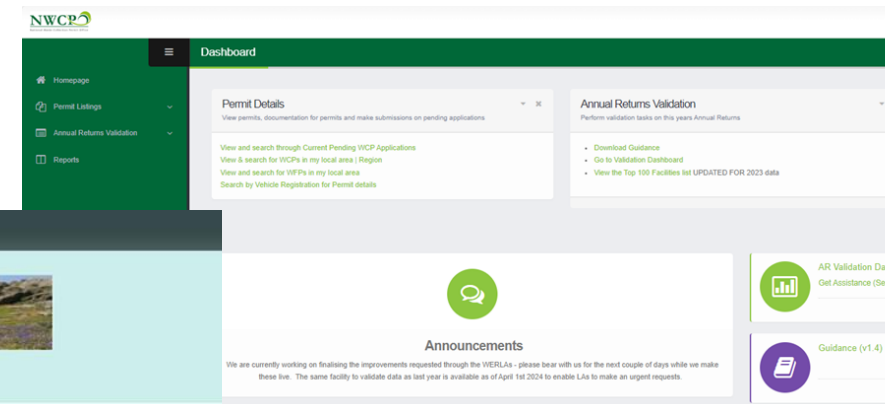 NWCPO
Dashboard
Homepage
Permit Listings
Annual Returns Validation
Reports
Permit Details
View permits, documentation for permits and make submissions on pending applications
View and search through Current Pending WCP Applications
View & search for WCPs in my local area | Region
View and search for WFPs in my local area
Search by Vehicle Registration for Permit details
Annual Returns Validation
Perform validation tasks on this years Annual Returns
Download Guidance
Go to Validation Dashboard
View the Top 100 Facilities list UPDATED FOR 2023 data
Announcements
We are currently working on finalising the improvements requested through the WERLAs - please bear with us for the next couple of days while we make
these live. The same facility to validate data as last year is available as of April 1st 2024 to enable LAs to make an urgent requests.
AR Validation Da
Get Assistance (Se
Guidance (v1.4)